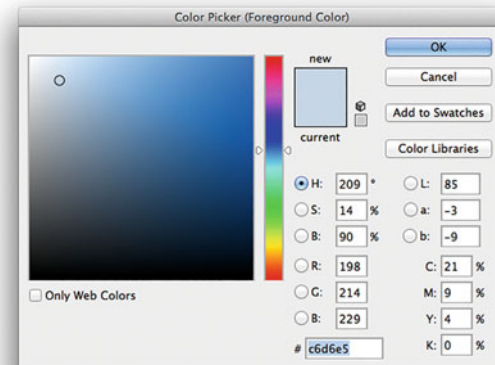 Color Picker (Foreground Color)
new
current
OK
Cancel
Add to Swatches
Color Libraries
H: 209 °
S: 14 %
B: 90 %
R: 198
G: 214
B: 229
# c6d6e5
L: 85
a: -3
b: -9
C: 21 %
M: 9 %
Y: 4 %
K: 0 %
Only Web Colors